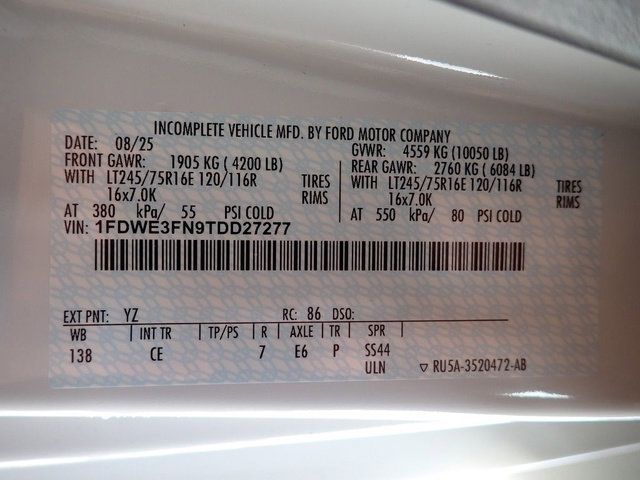 INCOMPLETE VEHICLE MFD. BY FORD MOTOR COMPANY
DATE: 08/25 GVWR: 4559 KG (10050 LB)
FRONT GAWR: 1905 KG ( 4200 LB) REAR GAWR: 2760 KG ( 6084 LB)
WITH LT245/75R16E 120/116R TIRES WITH LT245/75R16E 120/116R TIRES
16x7.0K RIMS 16x7.0K RIMS
AT 380 kPa/ 55 PSI COLD AT 550 kPa/ 80 PSI COLD
VIN: 1FDWE3FN9TDD27277
EXT PNT: YZ RC: 86 DSO:
WB INT TR TP/PS R AXLE TR SPR
138 CE 7 E6 P SS44
ULN ▽ RU5A-3520472-AB